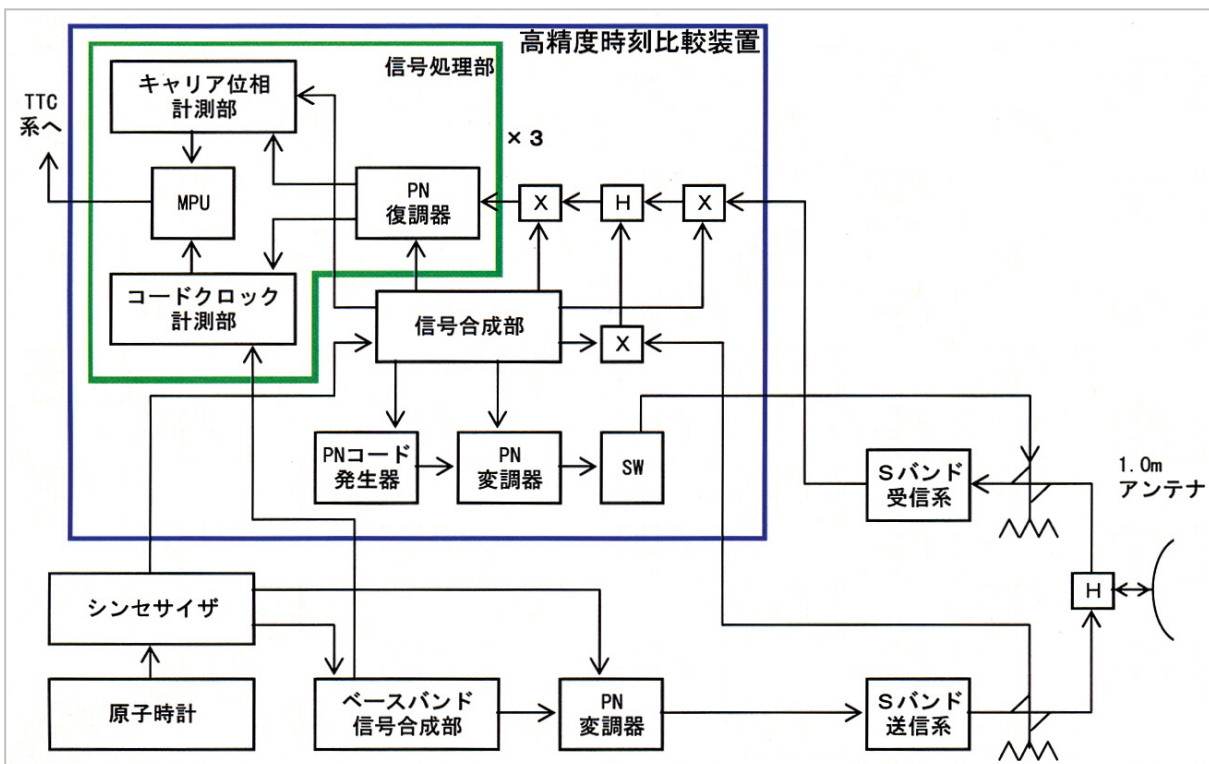 高精度時刻比較装置
信号処理部
キャリア位相
計測部
TTC
系へ
×3
MPU
PN
復調器
X
H
X
コードクロック
計測部
信号合成部
X
PNコード
発生器
PN
変調器
SW
Sバンド
受信系
1.0m
アンテナ
H
シンセサイザ
原子時計
ベースバンド
信号合成部
PN
変調器
Sバンド
送信系